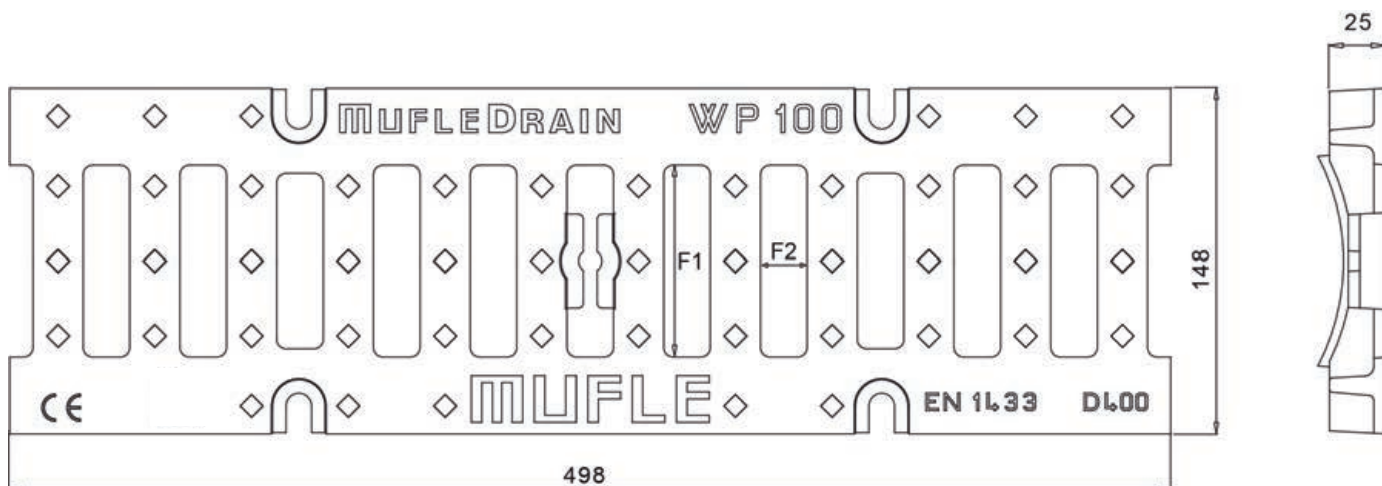 25
MUFLEDRAIN WP 100
F1 F2
148
MUFLE
CE EN 1433 D400
498